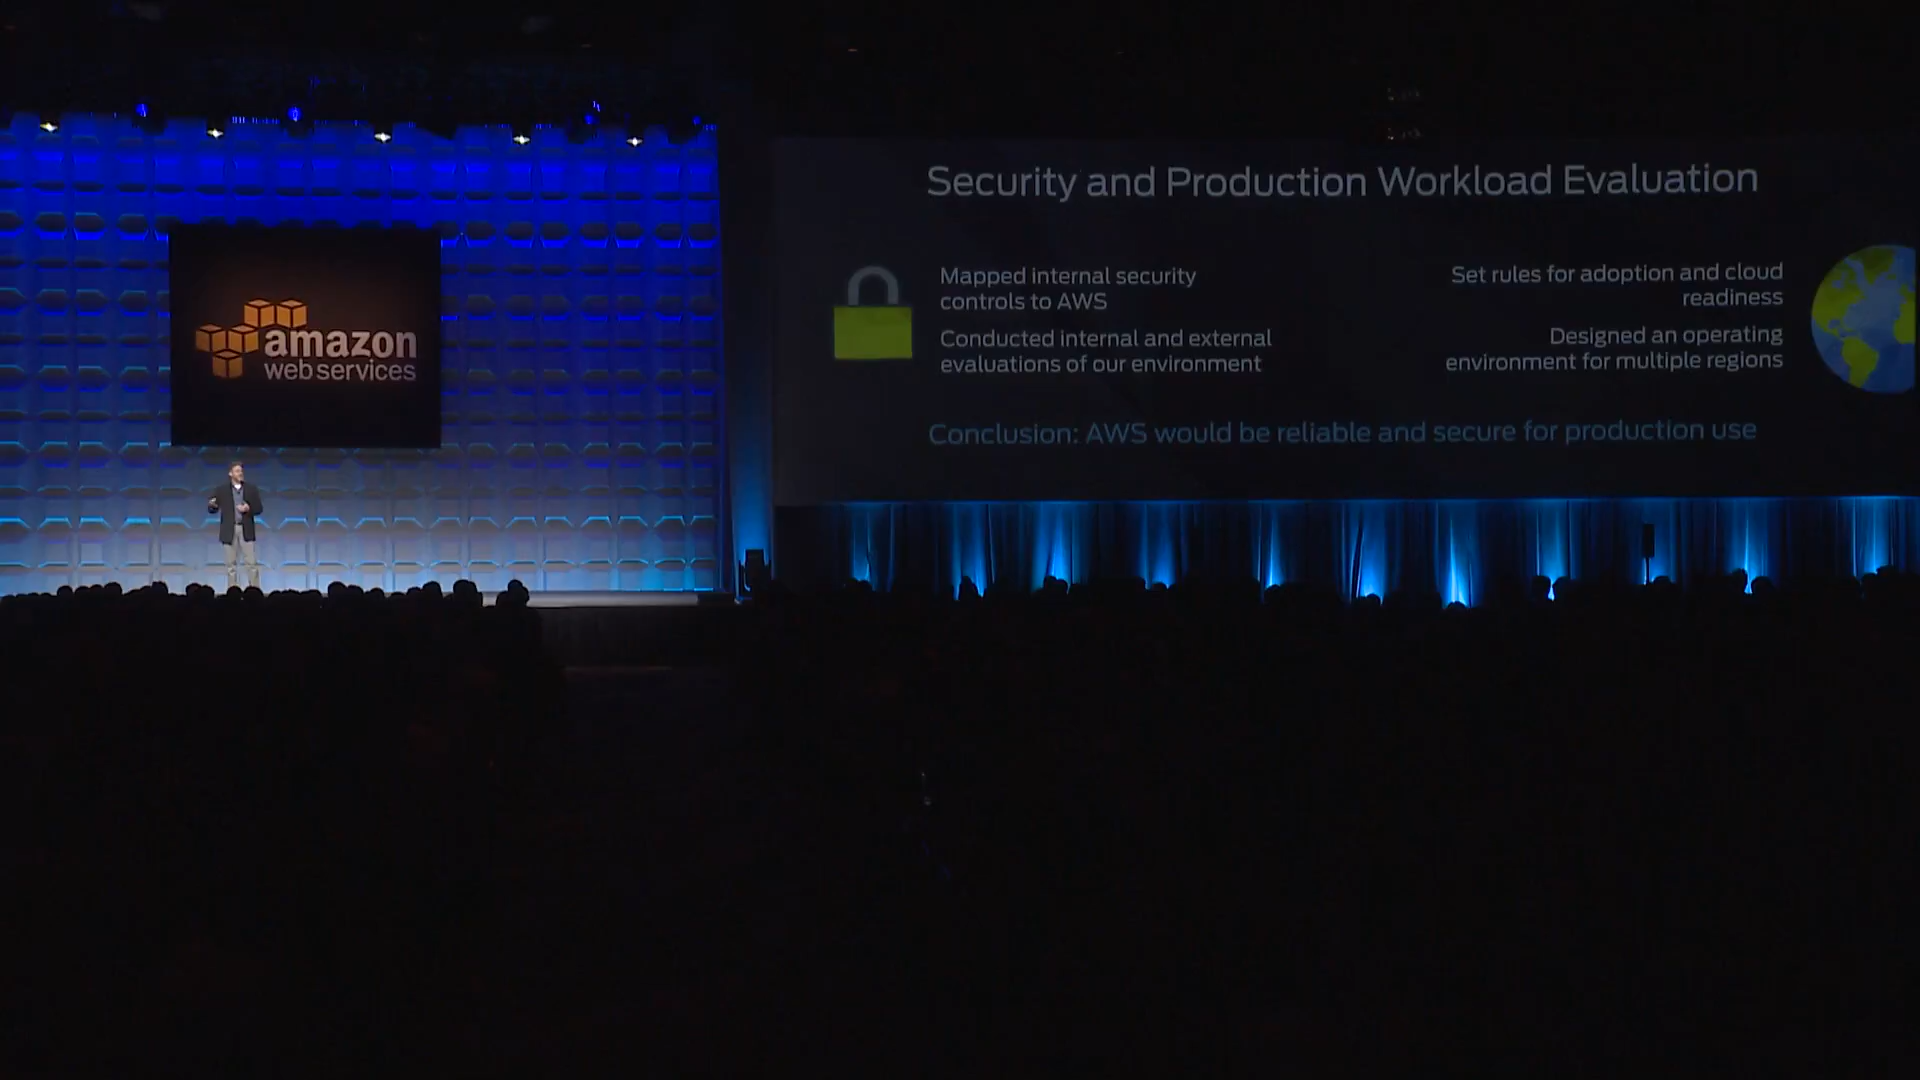 amazon
web services
Security and Production Workload Evaluation
Mapped internal security
controls to AWS
Conducted internal and external
evaluations of our environment
Set rules for adoption and cloud
readiness
Designed an operating
environment for multiple regions
Conclusion: AWS would be reliable and secure for production use